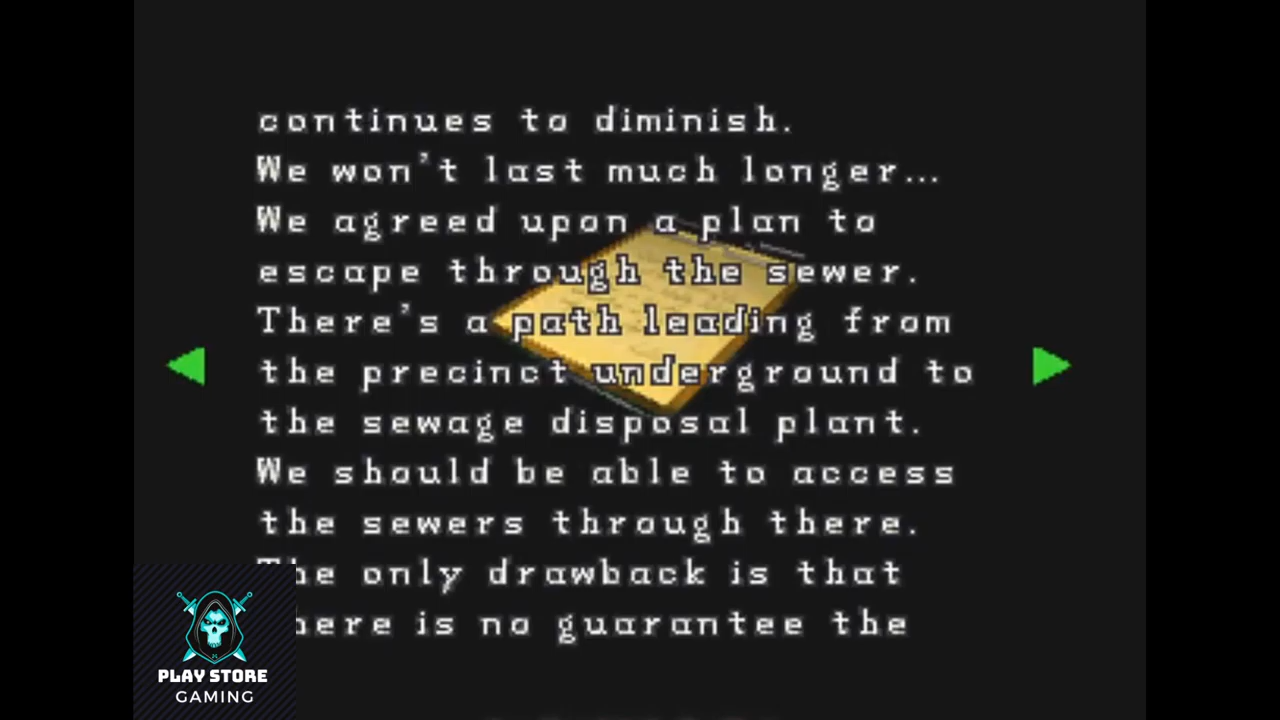 continues to diminish.
We won't last much longer...
We agreed upon a plan to
escape through the sewer.
There's a path leading from
the precinct underground to
the sewage disposal plant.
We should be able to access
the sewers through there.
The only drawback is that
here is no guarantee the
PLAY STORE
GAMING